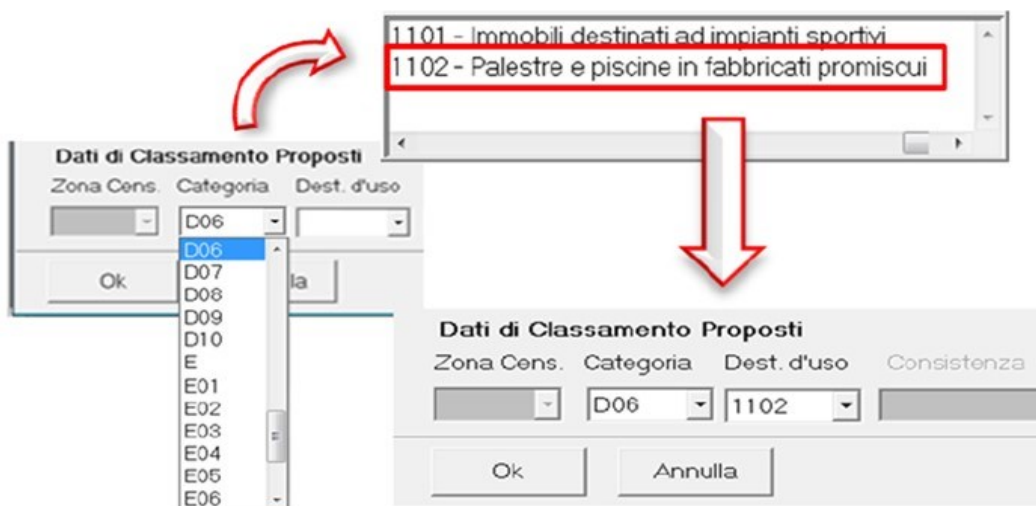 1101 - Immobili destinati ad impianti sportivi
1102 - Palestre e piscine in fabbricati promiscui
Dati di Classamento Proposti
Zona Cens. Categoria Dest. d'uso
D06
D06
D07
D08
D09
D10
E
E01
E02
E03
E04
E05
E06
Ok la
Dati di Classamento Proposti
Zona Cens. Categoria Dest. d'uso Consistenza
D06 1102
Ok Annulla